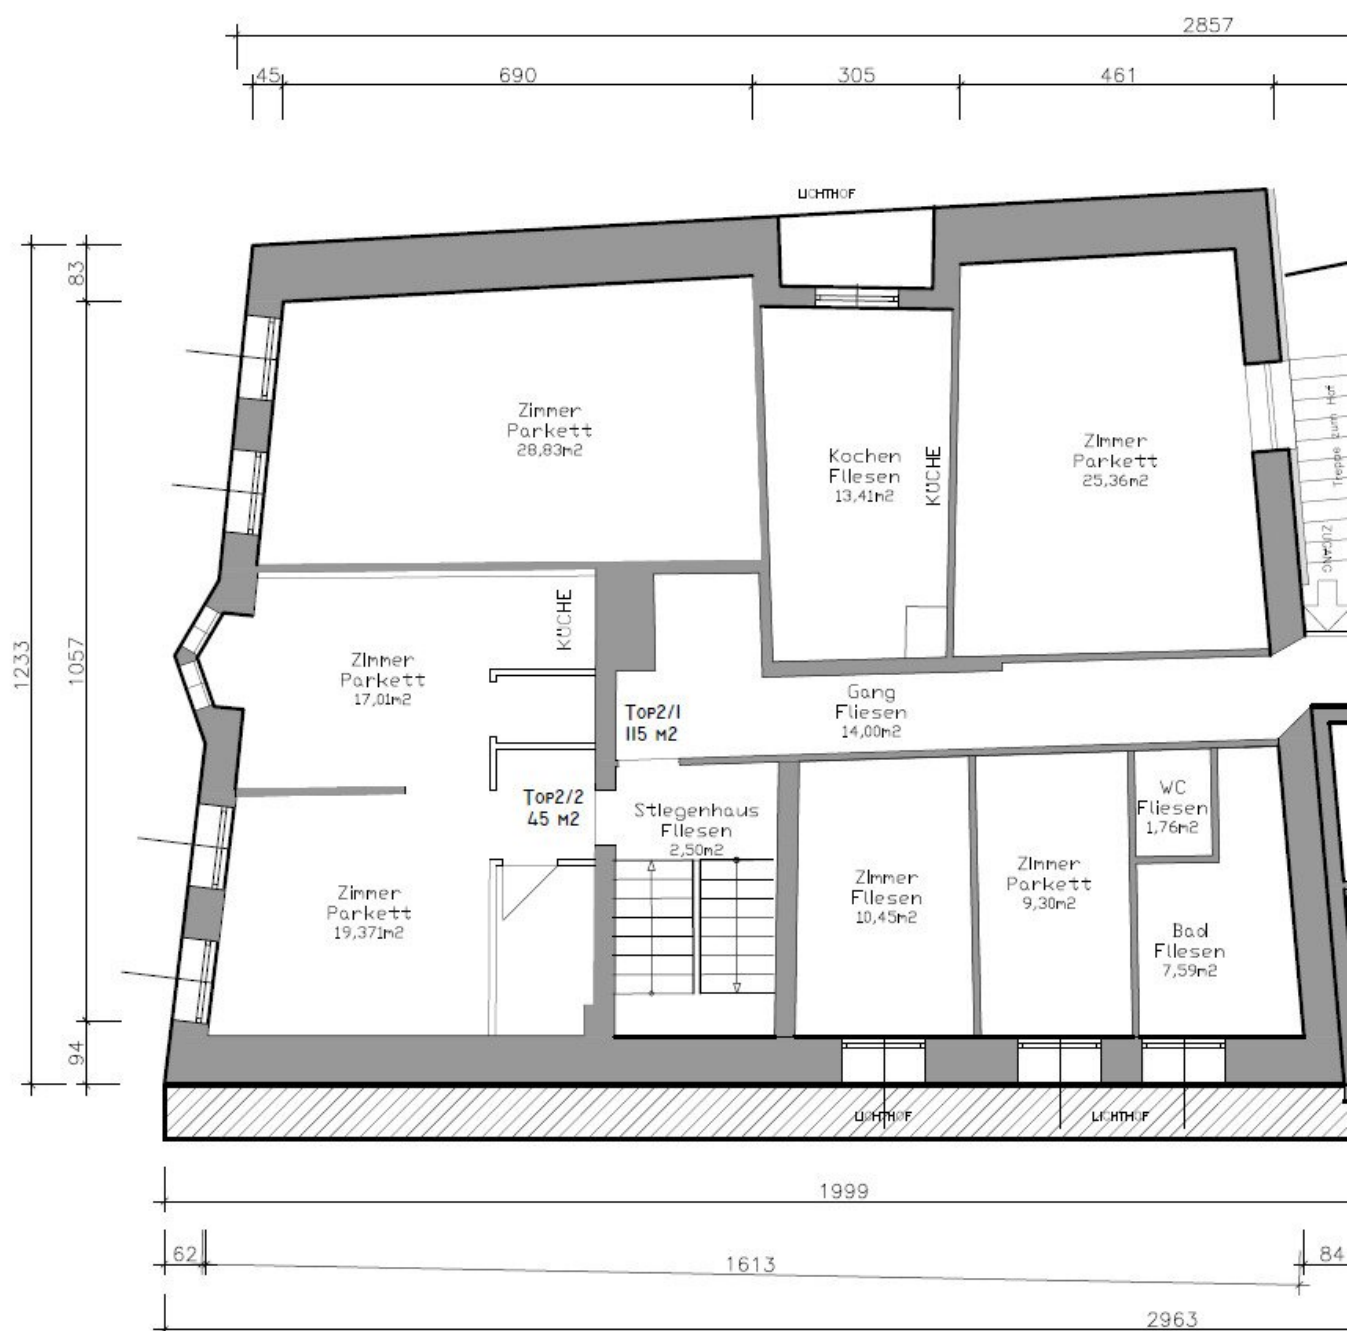 2857
45
690
305
461
LICHTHOF
83
1233
1057
94
Zimmer
Parkett
28,83m2
Kochen
Fliesen
13,41m2
KÜCHE
Zimmer
Parkett
25,36m2
Treppe zum Hof
ZUGANG
KÜCHE
Zimmer
Parkett
17,01m2
Top2/1
115 m2
Gang
Fliesen
14,00m2
Top2/2
45 m2
Stiegenhaus
Fliesen
2,50m2
WC
Fliesen
1,76m2
Zimmer
Parkett
19,371m2
Zimmer
Fliesen
10,45m2
Zimmer
Parkett
9,30m2
Bad
Fliesen
7,59m2
LICHTHOF
LICHTHOF
1999
62
1613
84
2963